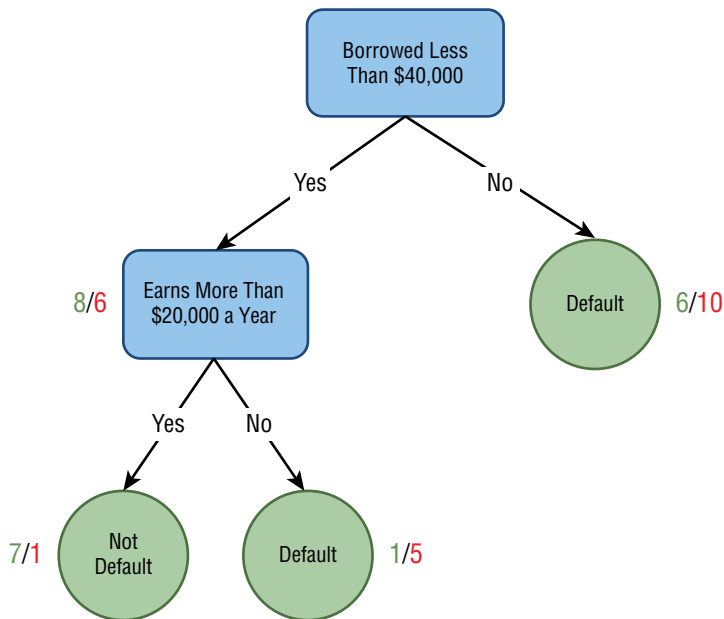 Borrowed Less
Than $40,000
Yes
No
8/6
Earns More Than
$20,000 a Year
Default
6/10
Yes
No
7/1
Not
Default
Default
1/5